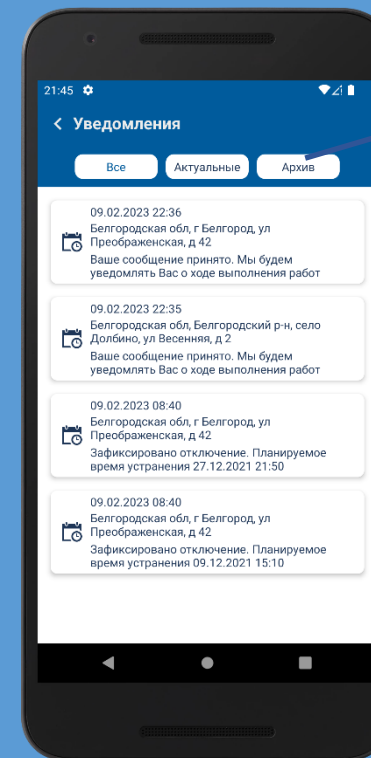 21:45
Уведомления
Все Актуальные Архив
09.02.2023 22:36
Белгородская обл, г Белгород, ул
Преображенская, д 42
Ваше сообщение принято. Мы будем
уведомлять Вас о ходе выполнения работ
09.02.2023 22:35
Белгородская обл, Белгородский р-н, село
Долбино, ул Весенняя, д 2
Ваше сообщение принято. Мы будем
уведомлять Вас о ходе выполнения работ
09.02.2023 08:40
Белгородская обл, г Белгород, ул
Преображенская, д 42
Зафиксировано отключение. Планируемое
время устранения 27.12.2021 21:50
09.02.2023 08:40
Белгородская обл, г Белгород, ул
Преображенская, д 42
Зафиксировано отключение. Планируемое
время устранения 09.12.2021 15:10